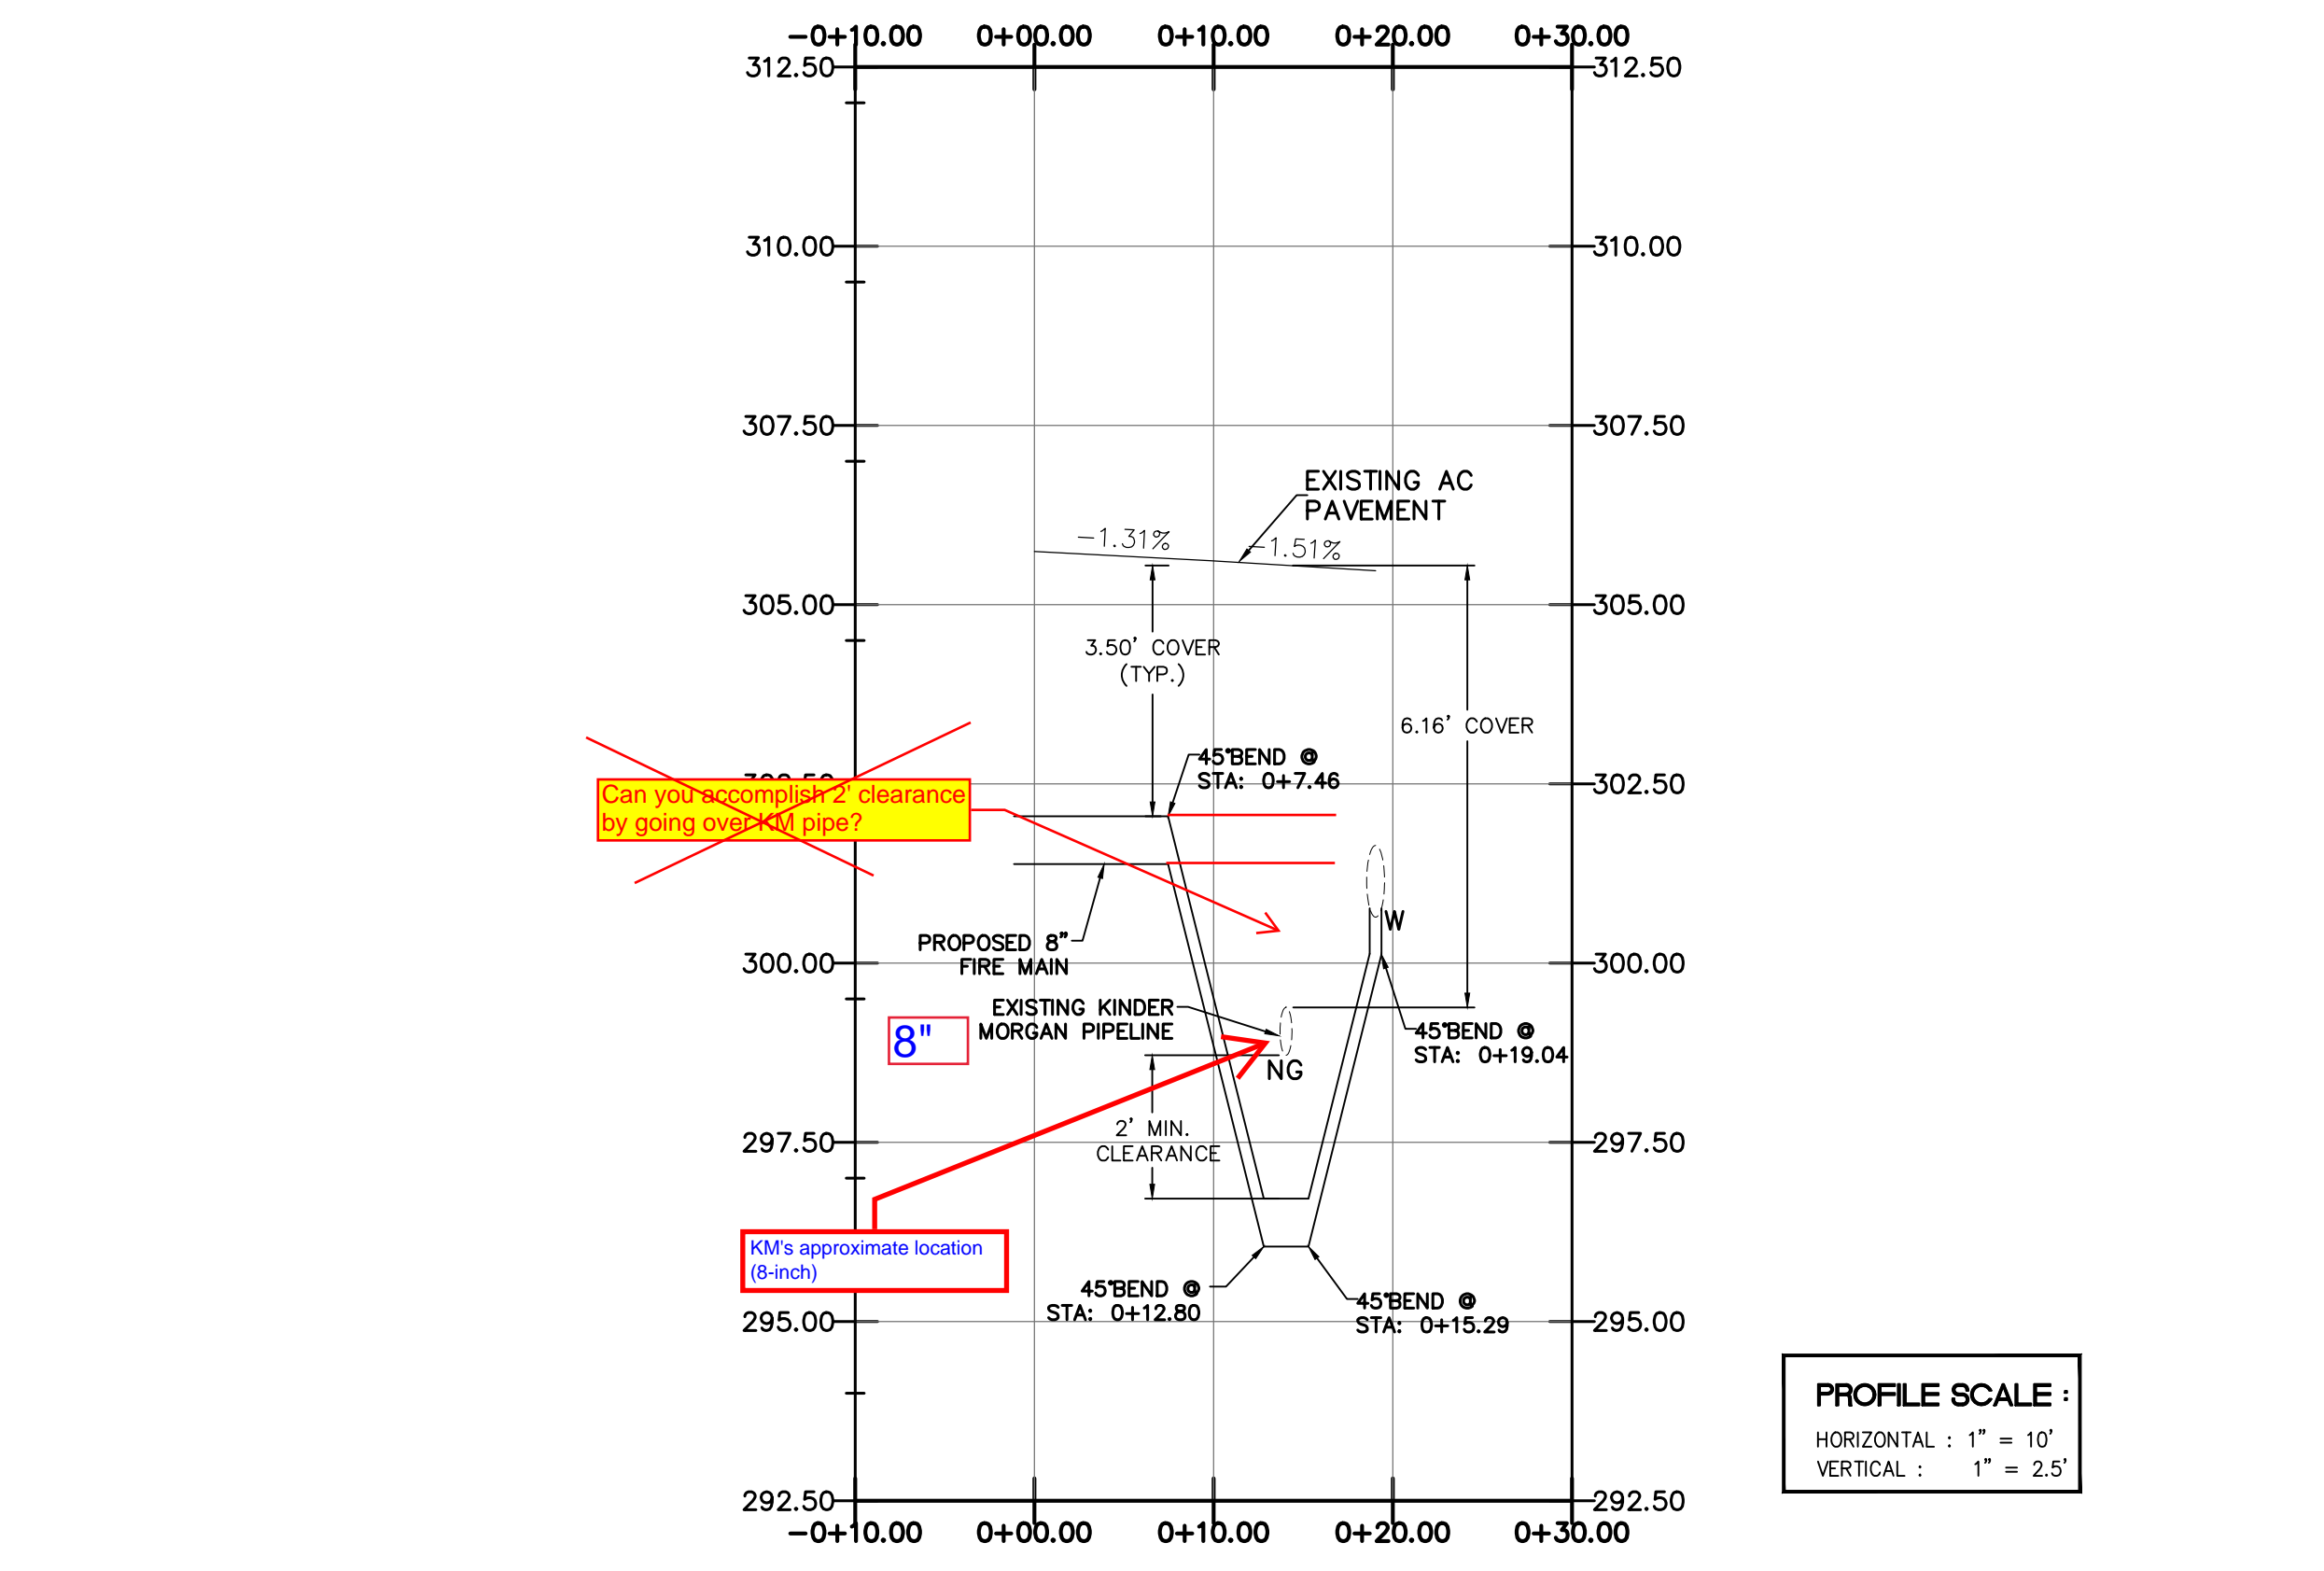 -0+10.00 0+00.00 0+10.00 0+20.00 0+30.00
312.50 312.50
310.00 310.00
307.50 307.50
EXISTING AC
PAVEMENT
-1.31% -1.51%
305.00 305.00
3.50' COVER
(TYP.)
6.16' COVER
45°BEND @
STA: 0+7.46
302.50
Can you accomplish 2' clearance
by going over KM pipe?
W
PROPOSED 8"
FIRE MAIN
300.00 300.00
EXISTING KINDER
MORGAN PIPELINE
8"
45°BEND @
STA: 0+19.04
NG
2' MIN.
CLEARANCE
297.50 297.50
KM's approximate location
(8-inch)
45°BEND @
STA: 0+12.80
45°BEND @
STA: 0+15.29
295.00 295.00
PROFILE SCALE :
HORIZONTAL : 1" = 10'
VERTICAL : 1" = 2.5'
292.50 292.50
-0+10.00 0+00.00 0+10.00 0+20.00 0+30.00